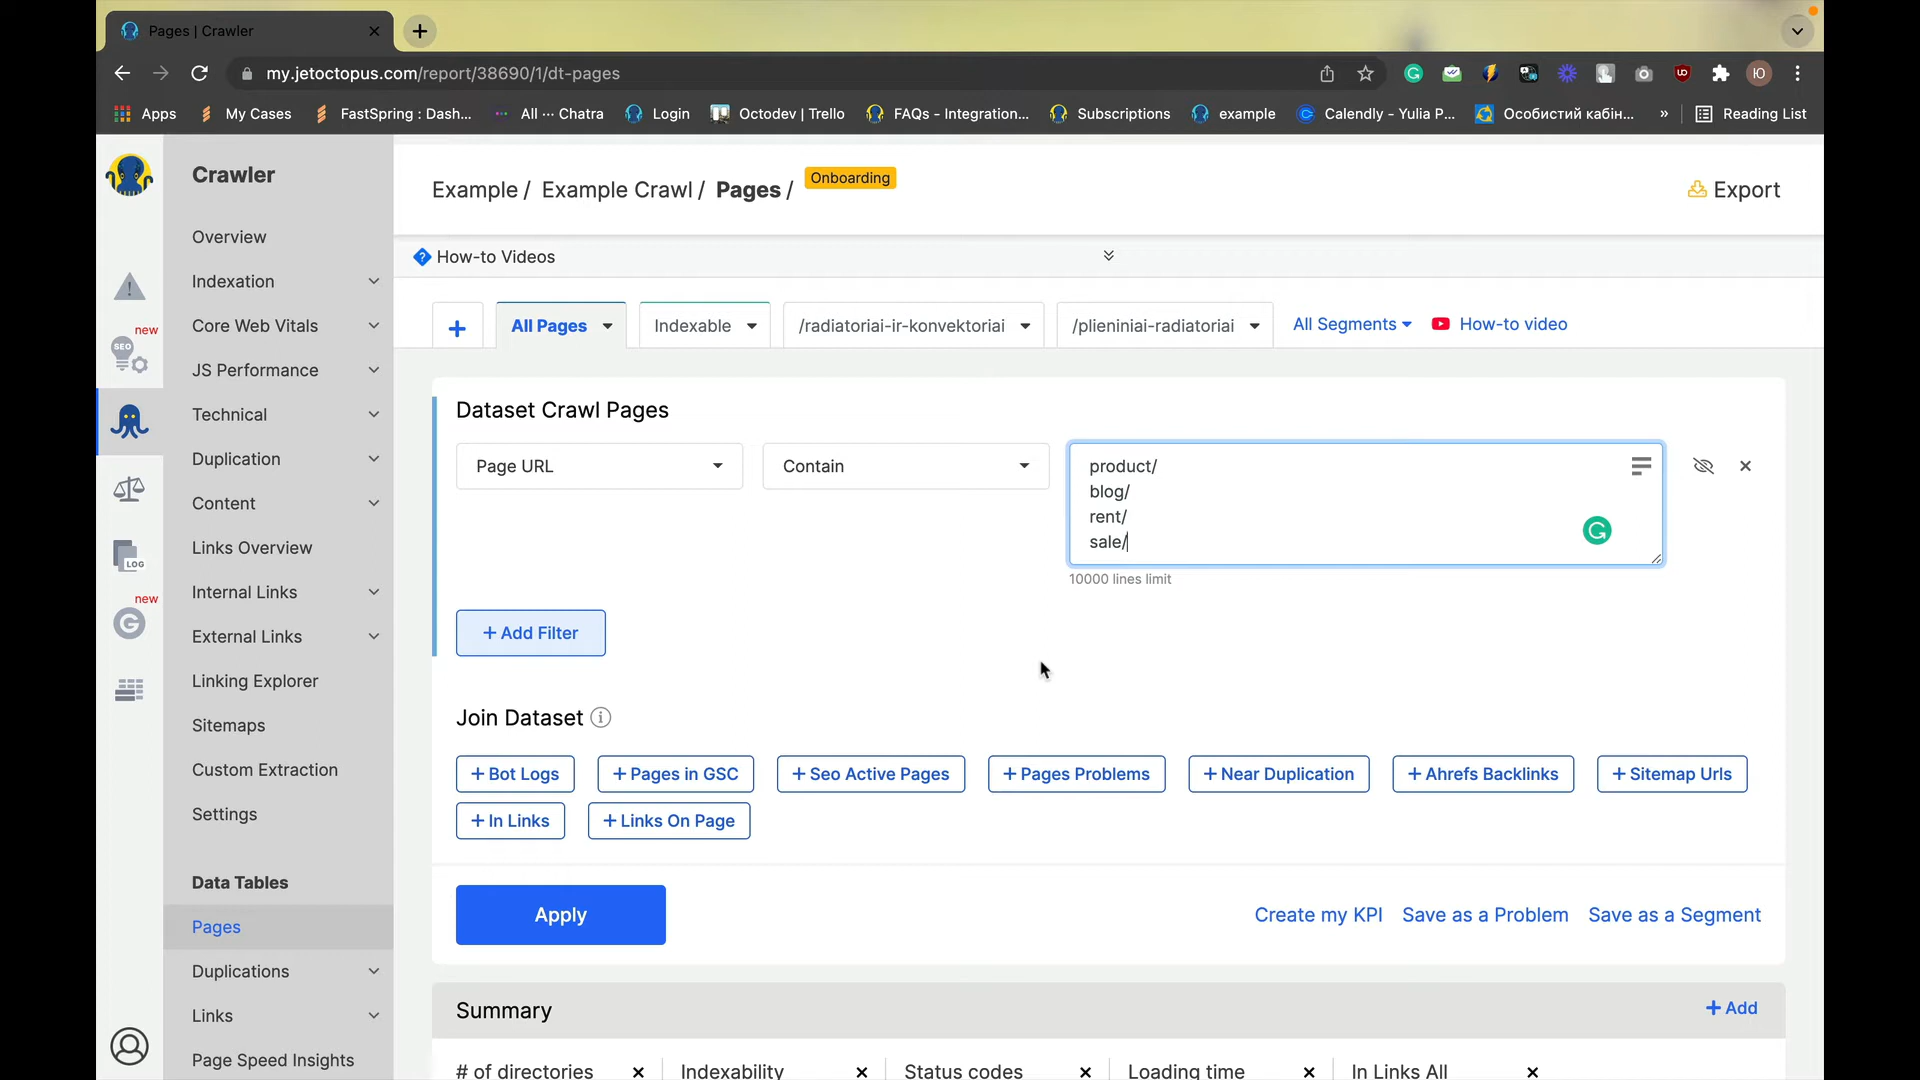 Pages | Crawler
my.jetoctopus.com/report/38690/1/dt-pages
Apps My Cases FastSpring : Dash... All ··· Chatra Login Octodev | Trello FAQs - Integration... Subscriptions example Calendly - Yulia P... Особистий кабін... » Reading List
Crawler
Overview
Indexation
Core Web Vitals
JS Performance
Technical
Duplication
Content
Links Overview
Internal Links
External Links
Linking Explorer
Sitemaps
Custom Extraction
Settings
Data Tables
Pages
Duplications
Links
Page Speed Insights
new
SEO
LOG
new
G
Ю
Example / Example Crawl / Pages / Onboarding
Export
How-to Videos
+ All Pages Indexable /radiatoriai-ir-konvektoriai /plieniniai-radiatoriai All Segments How-to video
Dataset Crawl Pages
Page URL Contain
product/
blog/
rent/
sale/
10000 lines limit
+ Add Filter
Join Dataset
+ Bot Logs + Pages in GSC + Seo Active Pages + Pages Problems + Near Duplication + Ahrefs Backlinks + Sitemap Urls
+ In Links + Links On Page
Apply Create my KPI Save as a Problem Save as a Segment
Summary + Add
# of directories × Indexability × Status codes × Loading time × In Links All ×